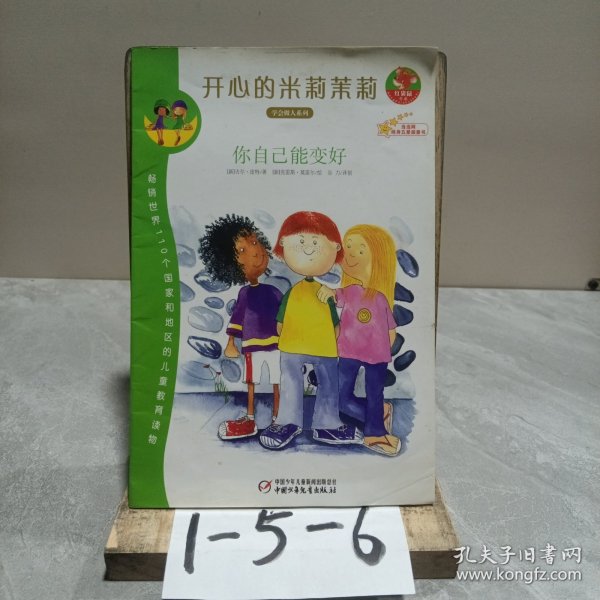 开心的米莉茉莉
学会做人系列
红袋鼠
你自己能变好
畅销世界110个国家和地区的儿童教育读物
中国少年儿童新闻出版总社
中国少年儿童出版社
1-5-6
孔夫子旧书网
www.kongfz.com